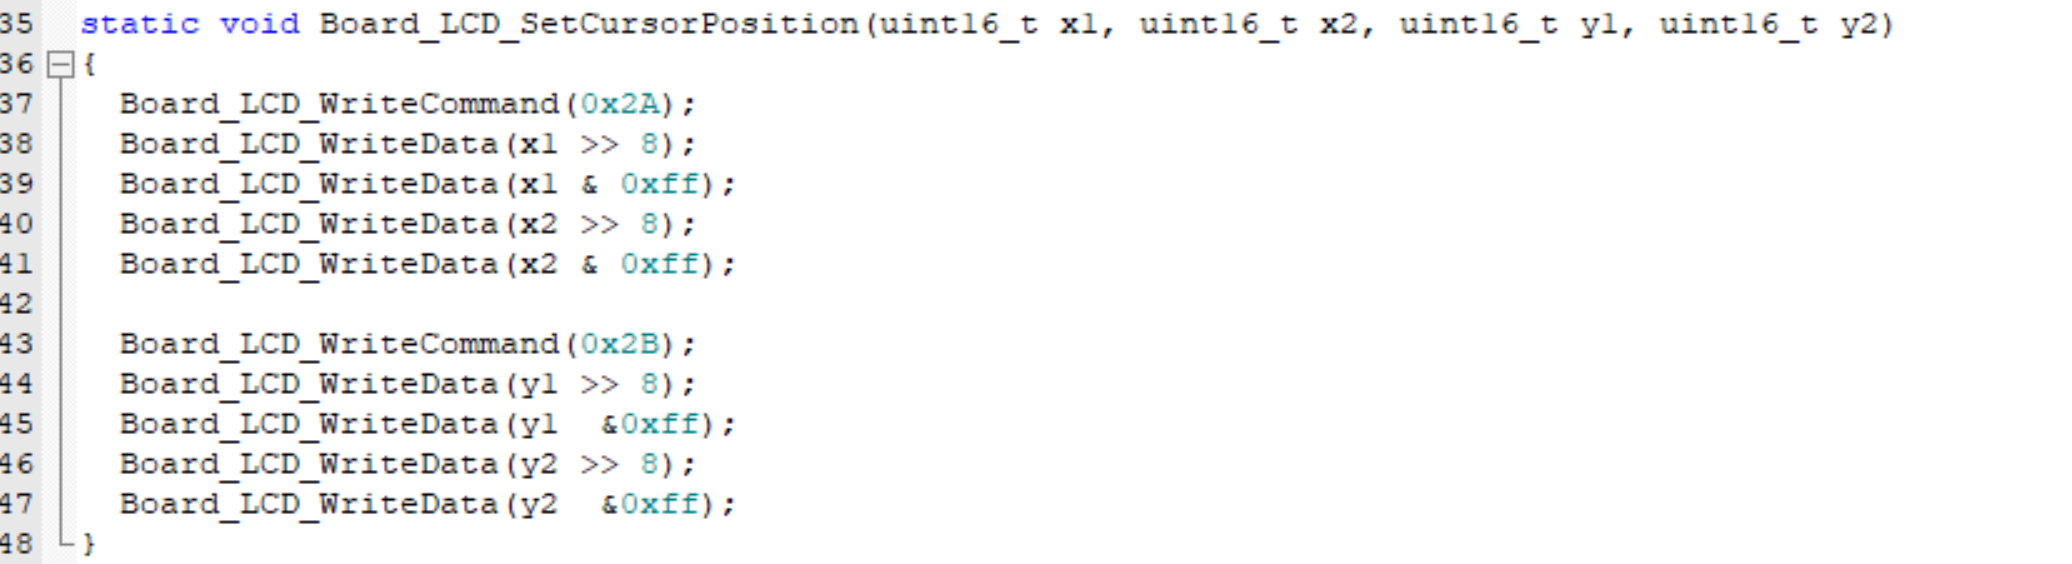 35 static void Board_LCD_SetCursorPosition(uint16_t x1, uint16_t x2, uint16_t y1, uint16_t y2)
36 {
37 Board_LCD_WriteCommand(0x2A);
38 Board_LCD_WriteData(x1 >> 8);
39 Board_LCD_WriteData(x1 & 0xff);
40 Board_LCD_WriteData(x2 >> 8);
41 Board_LCD_WriteData(x2 & 0xff);
42
43 Board_LCD_WriteCommand(0x2B);
44 Board_LCD_WriteData(y1 >> 8);
45 Board_LCD_WriteData(y1  &0xff);
46 Board_LCD_WriteData(y2 >> 8);
47 Board_LCD_WriteData(y2  &0xff);
48 }